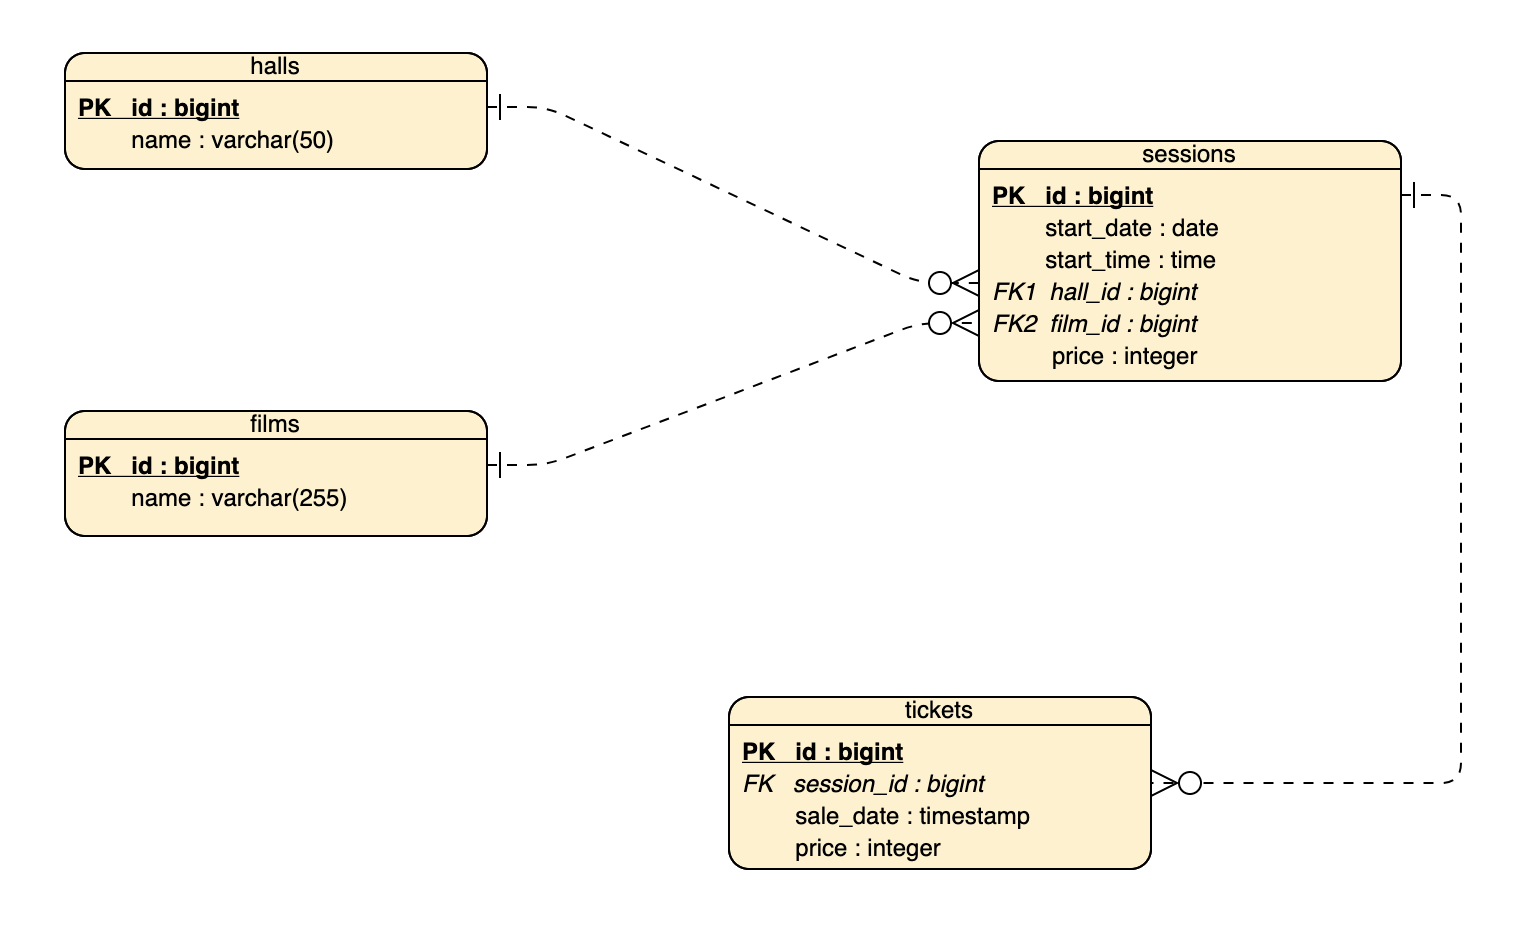 halls
PK id : bigint
name : varchar(50)
sessions
PK id : bigint
start_date : date
start_time : time
FK1 hall_id : bigint
FK2 film_id : bigint
price : integer
films
PK id : bigint
name : varchar(255)
tickets
PK id : bigint
FK session_id : bigint
sale_date : timestamp
price : integer